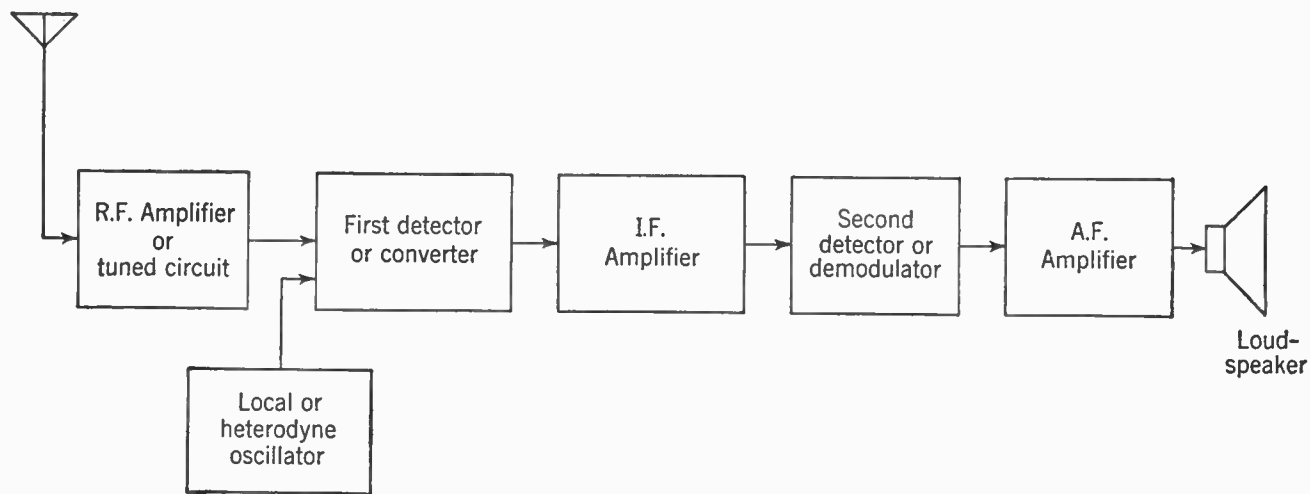 R.F. Amplifier
or
tuned circuit
First detector
or converter
I.F.
Amplifier
Second
detector or
demodulator
A.F.
Amplifier
Loud-
speaker
Local or
heterodyne
oscillator